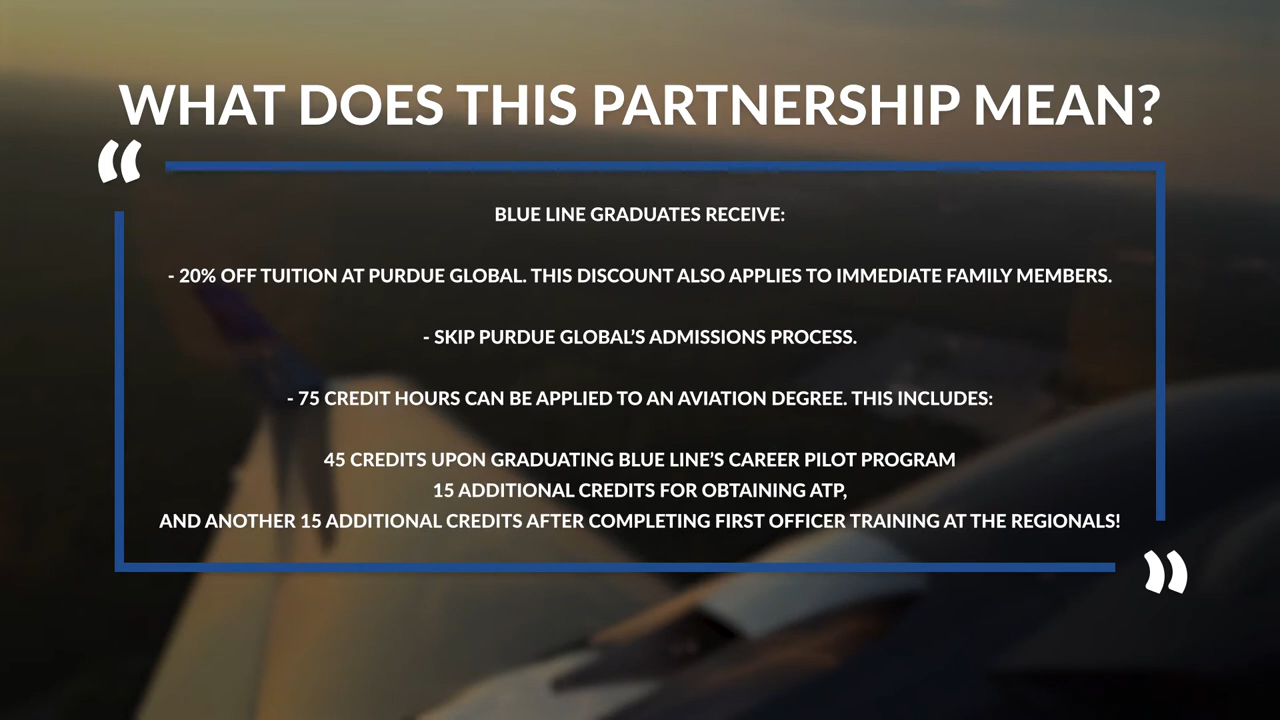 WHAT DOES THIS PARTNERSHIP MEAN?
“
BLUE LINE GRADUATES RECEIVE:
- 20% OFF TUITION AT PURDUE GLOBAL. THIS DISCOUNT ALSO APPLIES TO IMMEDIATE FAMILY MEMBERS.
- SKIP PURDUE GLOBAL’S ADMISSIONS PROCESS.
- 75 CREDIT HOURS CAN BE APPLIED TO AN AVIATION DEGREE. THIS INCLUDES:
45 CREDITS UPON GRADUATING BLUE LINE’S CAREER PILOT PROGRAM
15 ADDITIONAL CREDITS FOR OBTAINING ATP,
AND ANOTHER 15 ADDITIONAL CREDITS AFTER COMPLETING FIRST OFFICER TRAINING AT THE REGIONALS!
”